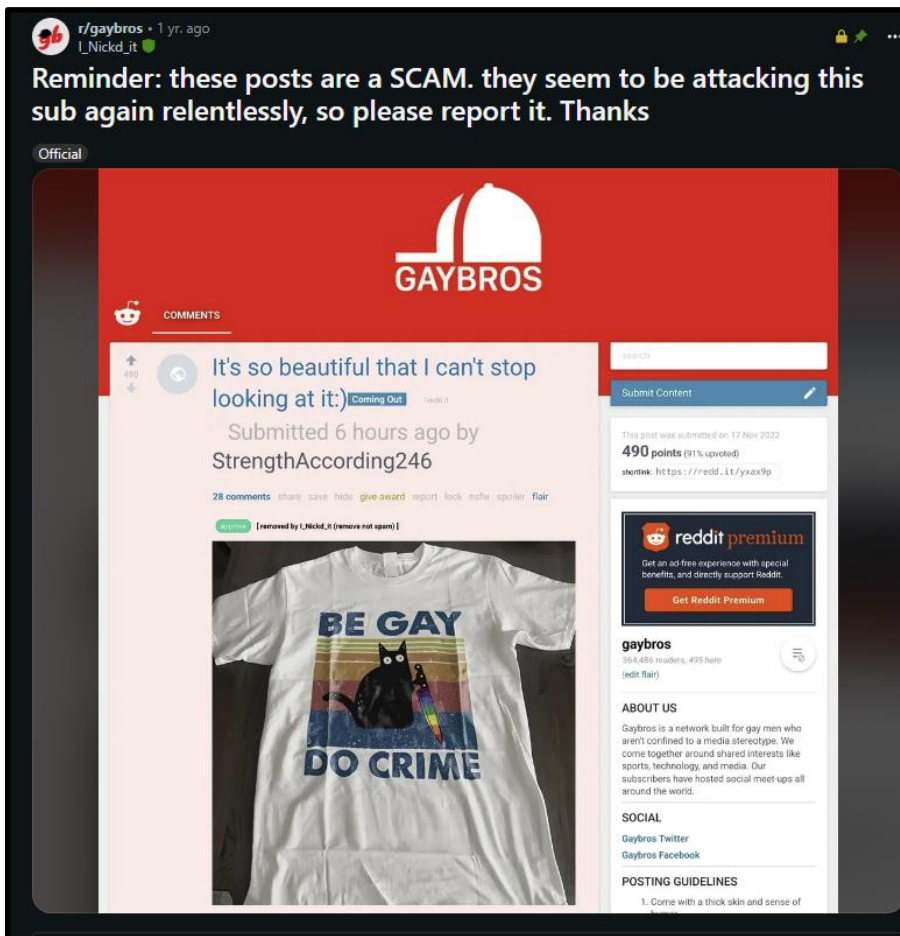 r/gaybros • 1 yr. ago
I_Nickd_it
Reminder: these posts are a SCAM. they seem to be attacking this
sub again relentlessly, so please report it. Thanks
Official
GAYBROS
COMMENTS
490
It's so beautiful that I can't stop
looking at it:) Coming Out i.redd.it
Submitted 6 hours ago by
StrengthAccording246
28 comments share save hide give award report lock nsfw spoiler flair
approve [ removed by I_Nickd_it (remove not spam) ]
BE GAY
DO CRIME
search
Submit Content
This post was submitted on 17 Nov 2022
490 points (91% upvoted)
shortlink: https://redd.it/yxax9p
reddit premium
Get an ad-free experience with special
benefits, and directly support Reddit.
Get Reddit Premium
gaybros
364,486 readers, 495 here
(edit flair)
ABOUT US
Gaybros is a network built for gay men who
aren't confined to a media stereotype. We
come together around shared interests like
sports, technology, and media. Our
subscribers have hosted social meet-ups all
around the world.
SOCIAL
Gaybros Twitter
Gaybros Facebook
POSTING GUIDELINES
1. Come with a thick skin and sense of